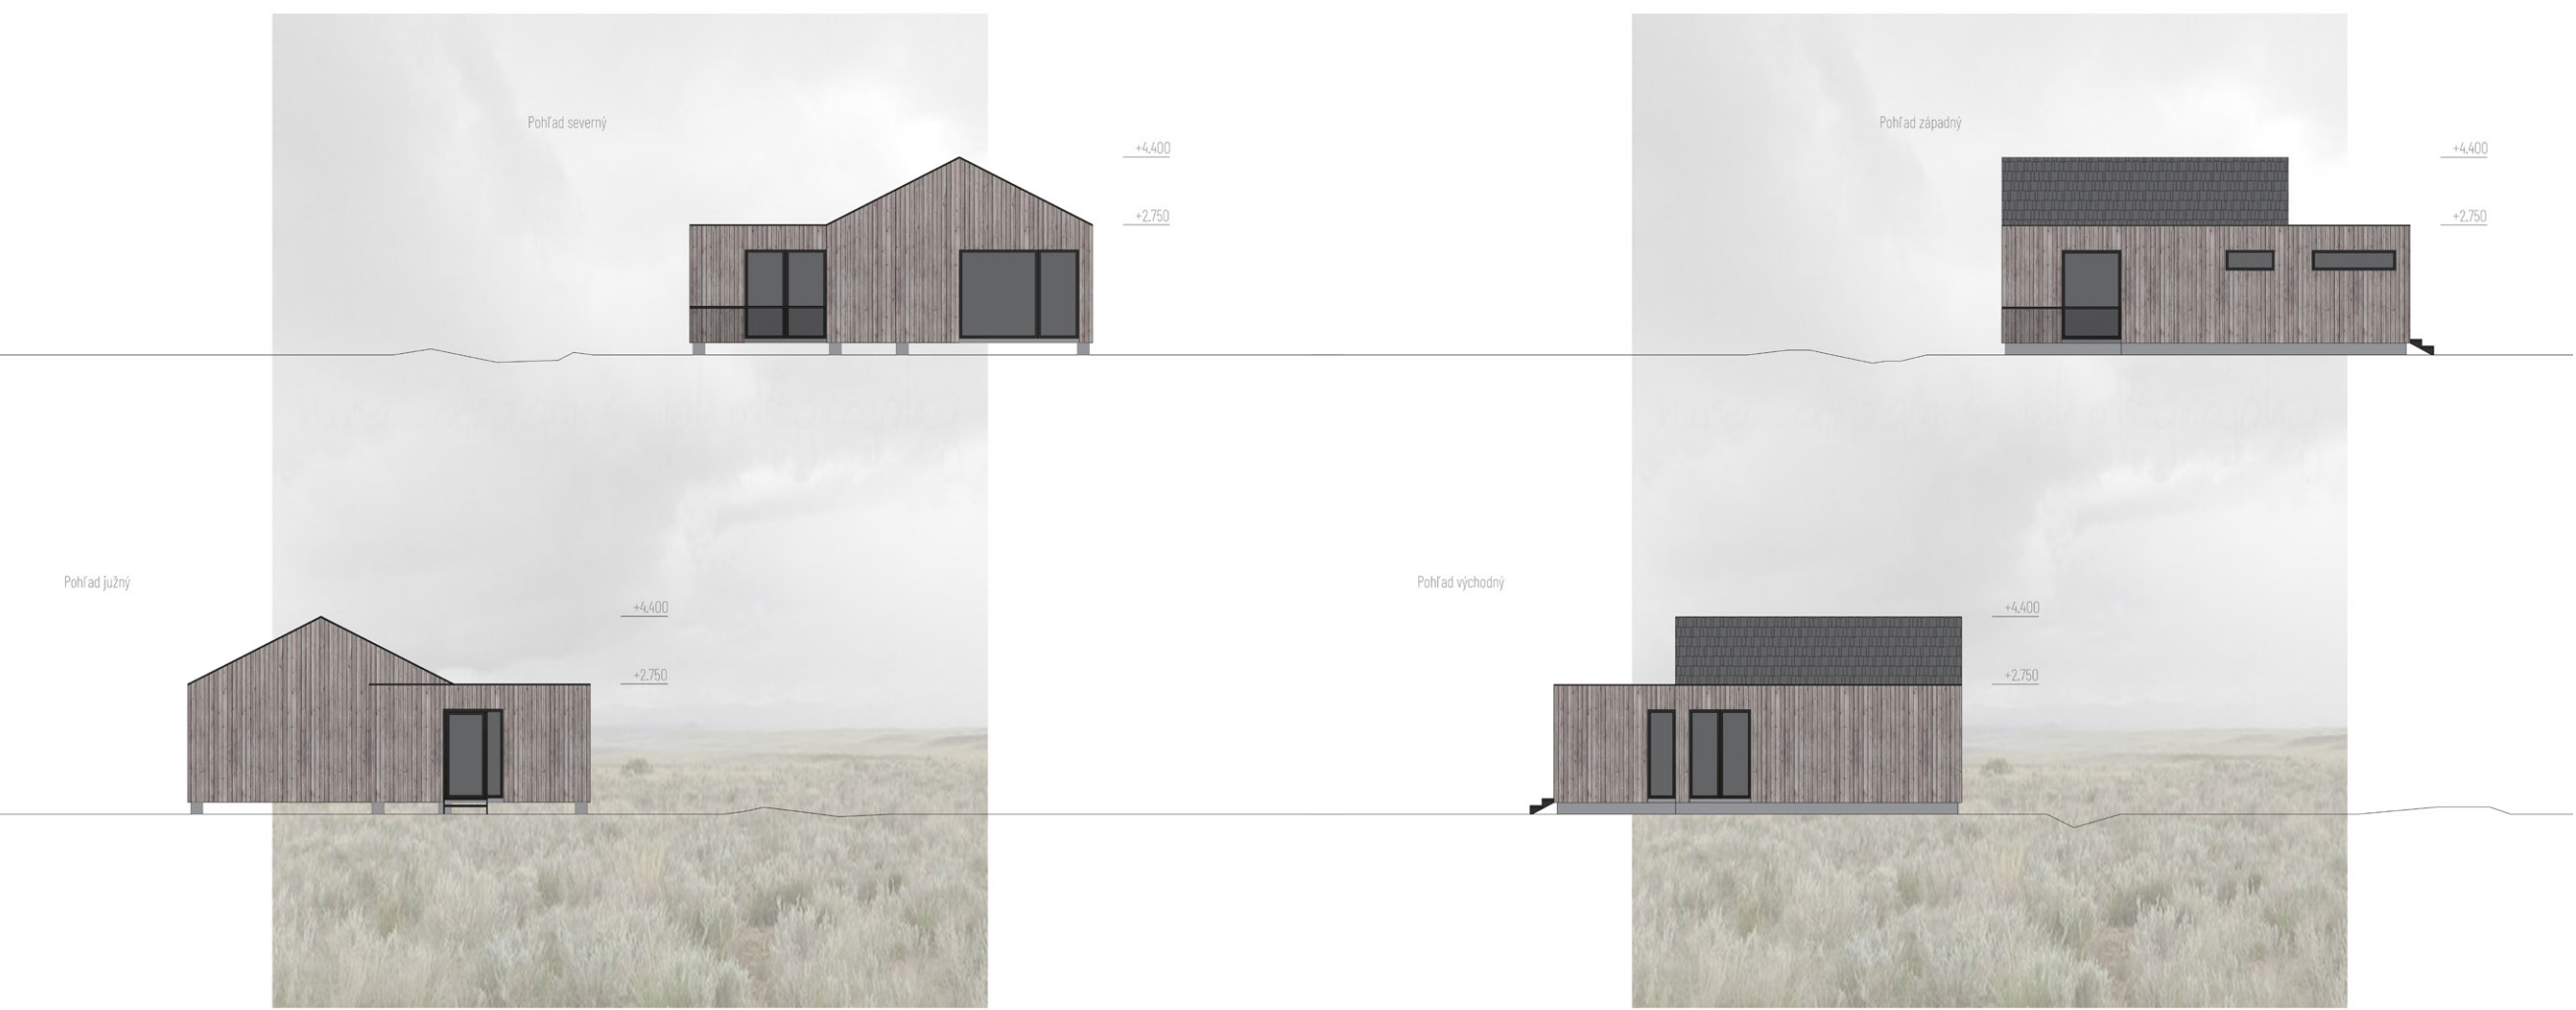 Pohľad severný
+4,400
+2,750
Pohľad západný
+4,400
+2,750
Pohľad južný
+4,400
+2,750
Pohľad východný
+4,400
+2,750